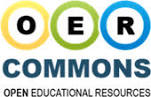 OER
COMMONS
OPEN EDUCATIONAL RESOURCES